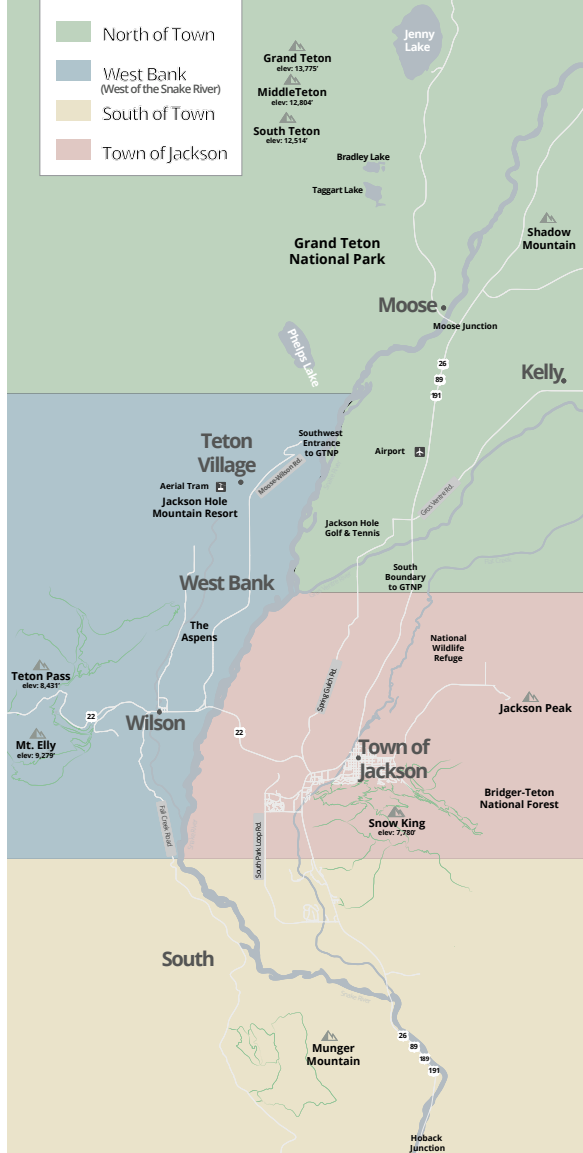 North of Town
West Bank
(West of the Snake River)
South of Town
Town of Jackson
Jenny
Lake
Grand Teton
elev: 13,775'
MiddleTeton
elev: 12,804'
South Teton
elev: 12,514'
Bradley Lake
Taggart Lake
Shadow
Mountain
Grand Teton
National Park
Moose
Moose Junction
Phelps Lake
26
89
191
Kelly
Southwest
Entrance
to GTNP
Teton
Village
Airport
Moose-Wilson Rd.
Aerial Tram
Jackson Hole
Mountain Resort
Gros Ventre Rd.
Jackson Hole
Golf & Tennis
South
Boundary
to GTNP
West Bank
The
Aspens
National
Wildlife
Refuge
Teton Pass
elev: 8,431'
Spring Gulch Rd.
Jackson Peak
22
Wilson
22
Mt. Elly
elev: 9,279'
Town of
Jackson
Bridger-Teton
National Forest
Fall Creek Road
Snow King
elev: 7,780'
South Park Loop Rd.
South
Snake River
26
89
189
191
Munger
Mountain
Hoback
Junction